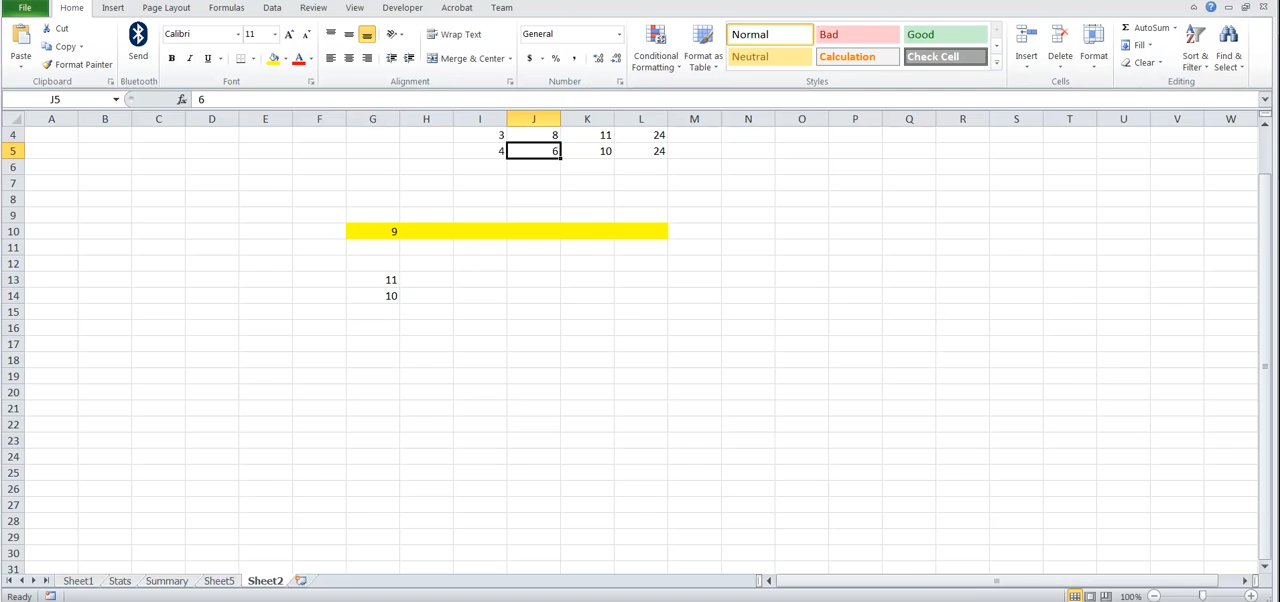 File Home Insert Page Layout Formulas Data Review View Developer Acrobat Team
Paste Cut Copy Format Painter Clipboard
Send Bluetooth
Calibri 11 A A B I U A Font
Wrap Text Merge & Center Alignment
General $ % , Number
Conditional Formatting Format as Table
Normal Bad Good
Neutral Calculation Check Cell
Styles
Insert Delete Format Cells
Σ AutoSum Fill Clear Sort & Filter Find & Select Editing
J5 fx 6
A B C D E F G H I J K L M N O P Q R S T U V W
4 3 8 11 24
5 4 6 10 24
6
7
8
9
10 9
11
12
13 11
14 10
15
16
17
18
19
20
21
22
23
24
25
26
27
28
29
30
31
Sheet1 Stats Summary Sheet5 Sheet2
Ready 100%